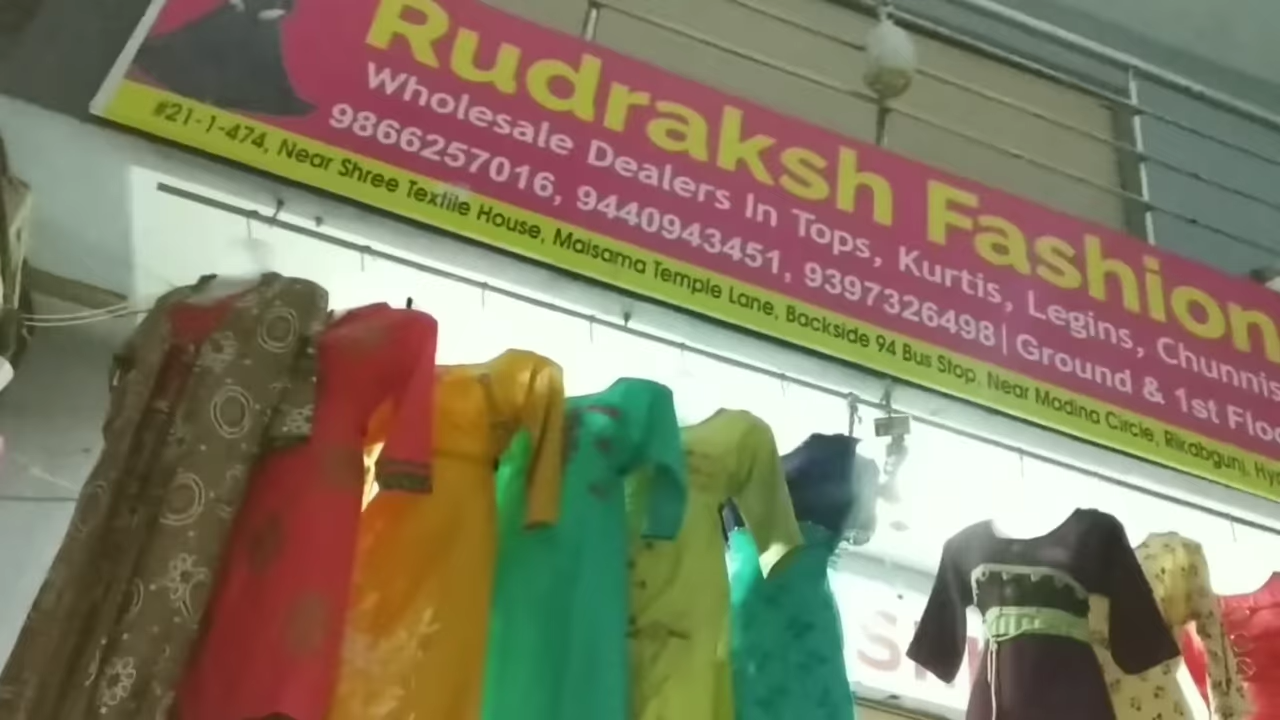 Rudraksh Fashion
Wholesale Dealers In Tops, Kurtis, Legins, Chunnis
9866257016, 9440943451, 9397326498 | Ground & 1st Floo
#21-1-474, Near Shree Textile House, Maisama Temple Lane, Backside 94 Bus Stop, Near Madina Circle, Rikabgunj, Hy